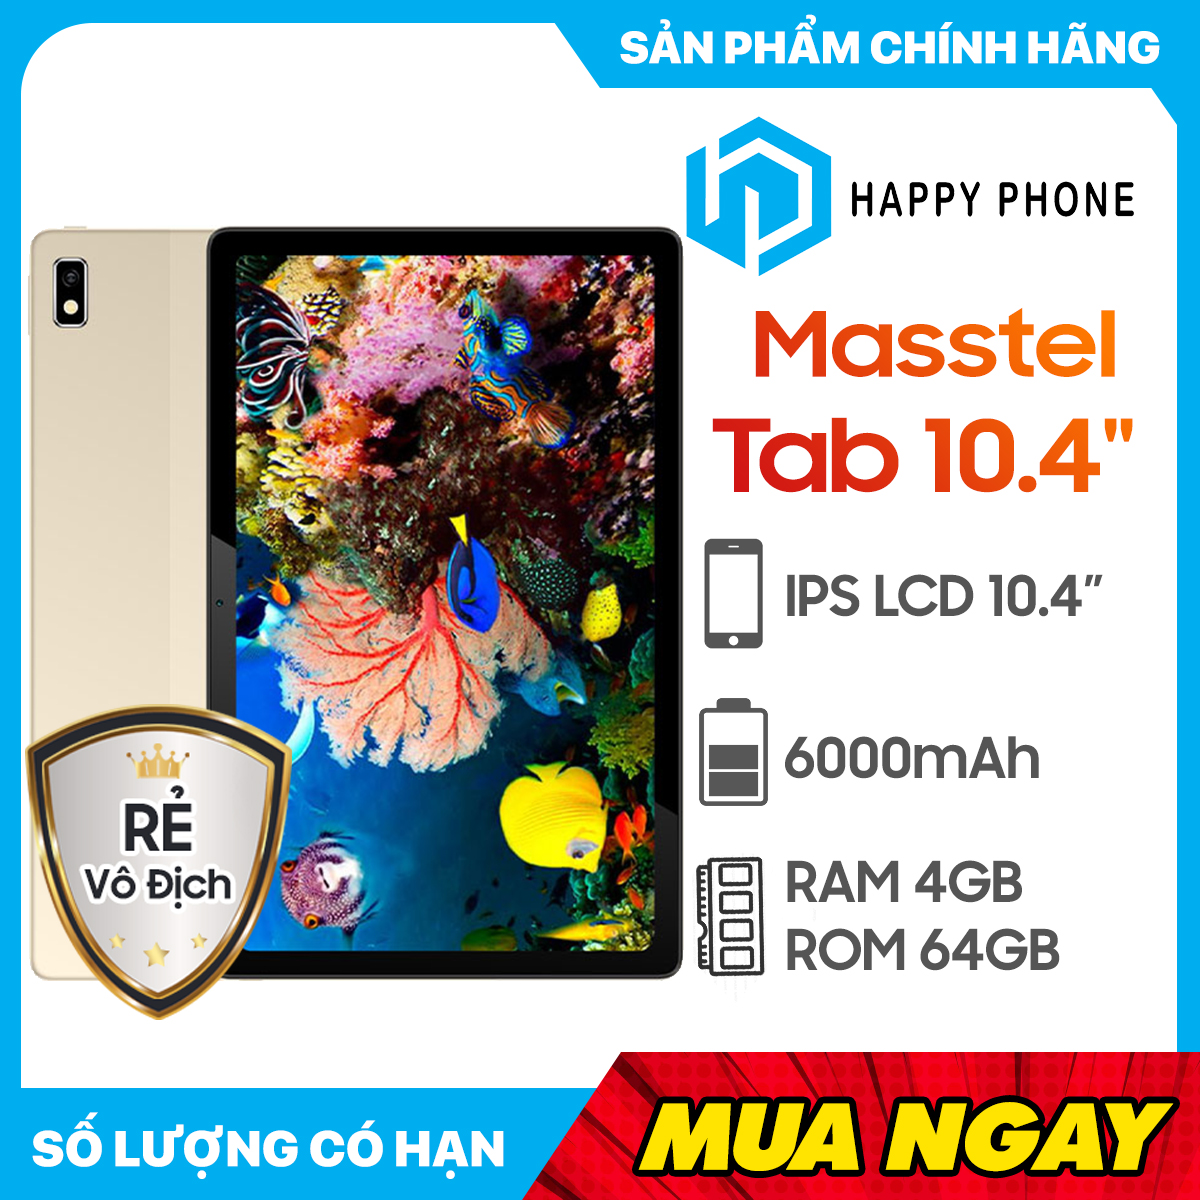 SẢN PHẨM CHÍNH HÃNG
HAPPY PHONE
Masstel
Tab 10.4"
IPS LCD 10.4”
6000mAh
RAM 4GB
ROM 64GB
RẺ
Vô Địch
SỐ LƯỢNG CÓ HẠN
MUA NGAY